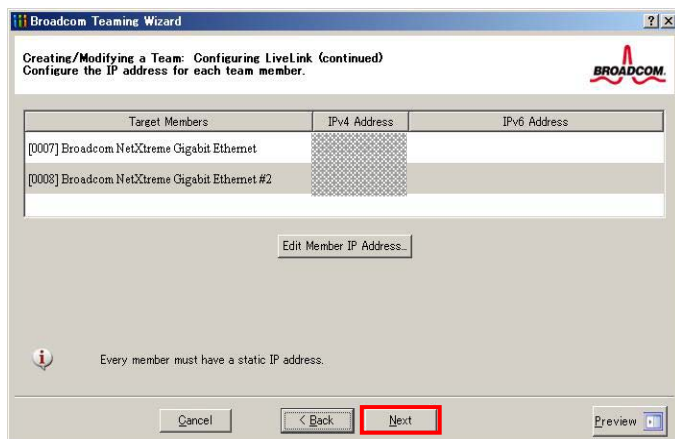 Broadcom Teaming Wizard
Creating/Modifying a Team: Configuring LiveLink (continued)
Configure the IP address for each team member.
BROADCOM.
Target Members IPv4 Address IPv6 Address
[0007] Broadcom NetXtreme Gigabit Ethernet
[0008] Broadcom NetXtreme Gigabit Ethernet #2
Edit Member IP Address...
Every member must have a static IP address.
Cancel < Back Next Preview